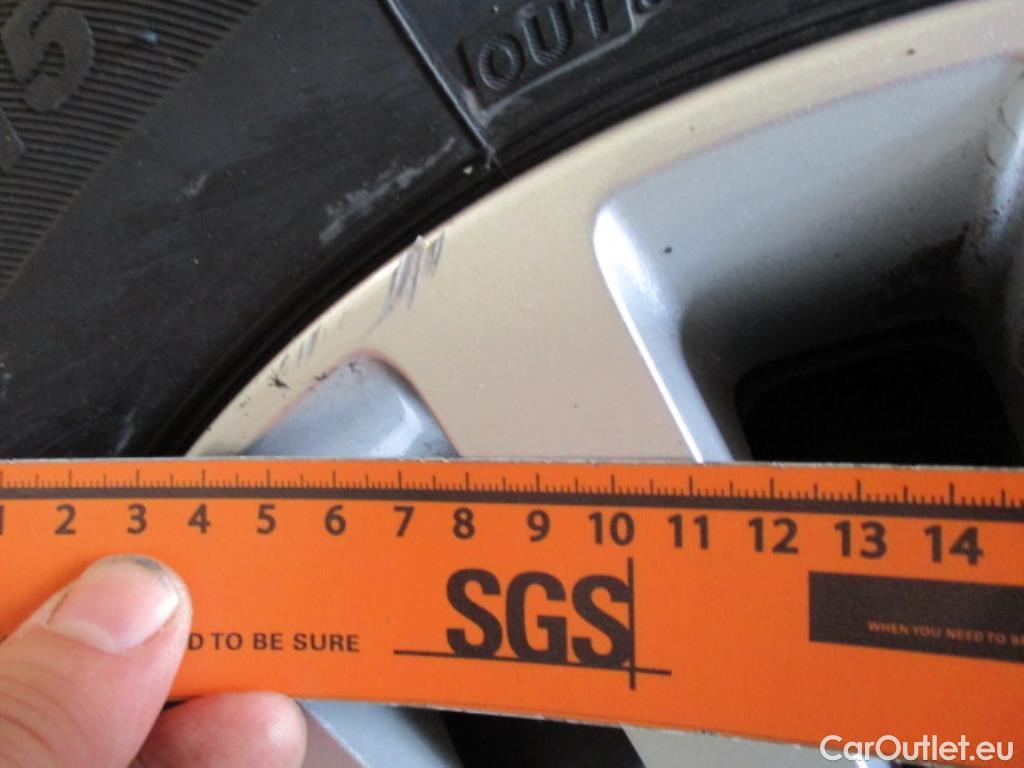 5
OUT
1 2 3 4 5 6 7 8 9 10 11 12 13 14
SGS
D TO BE SURE
WHEN YOU NEED TO
CarOutlet.eu